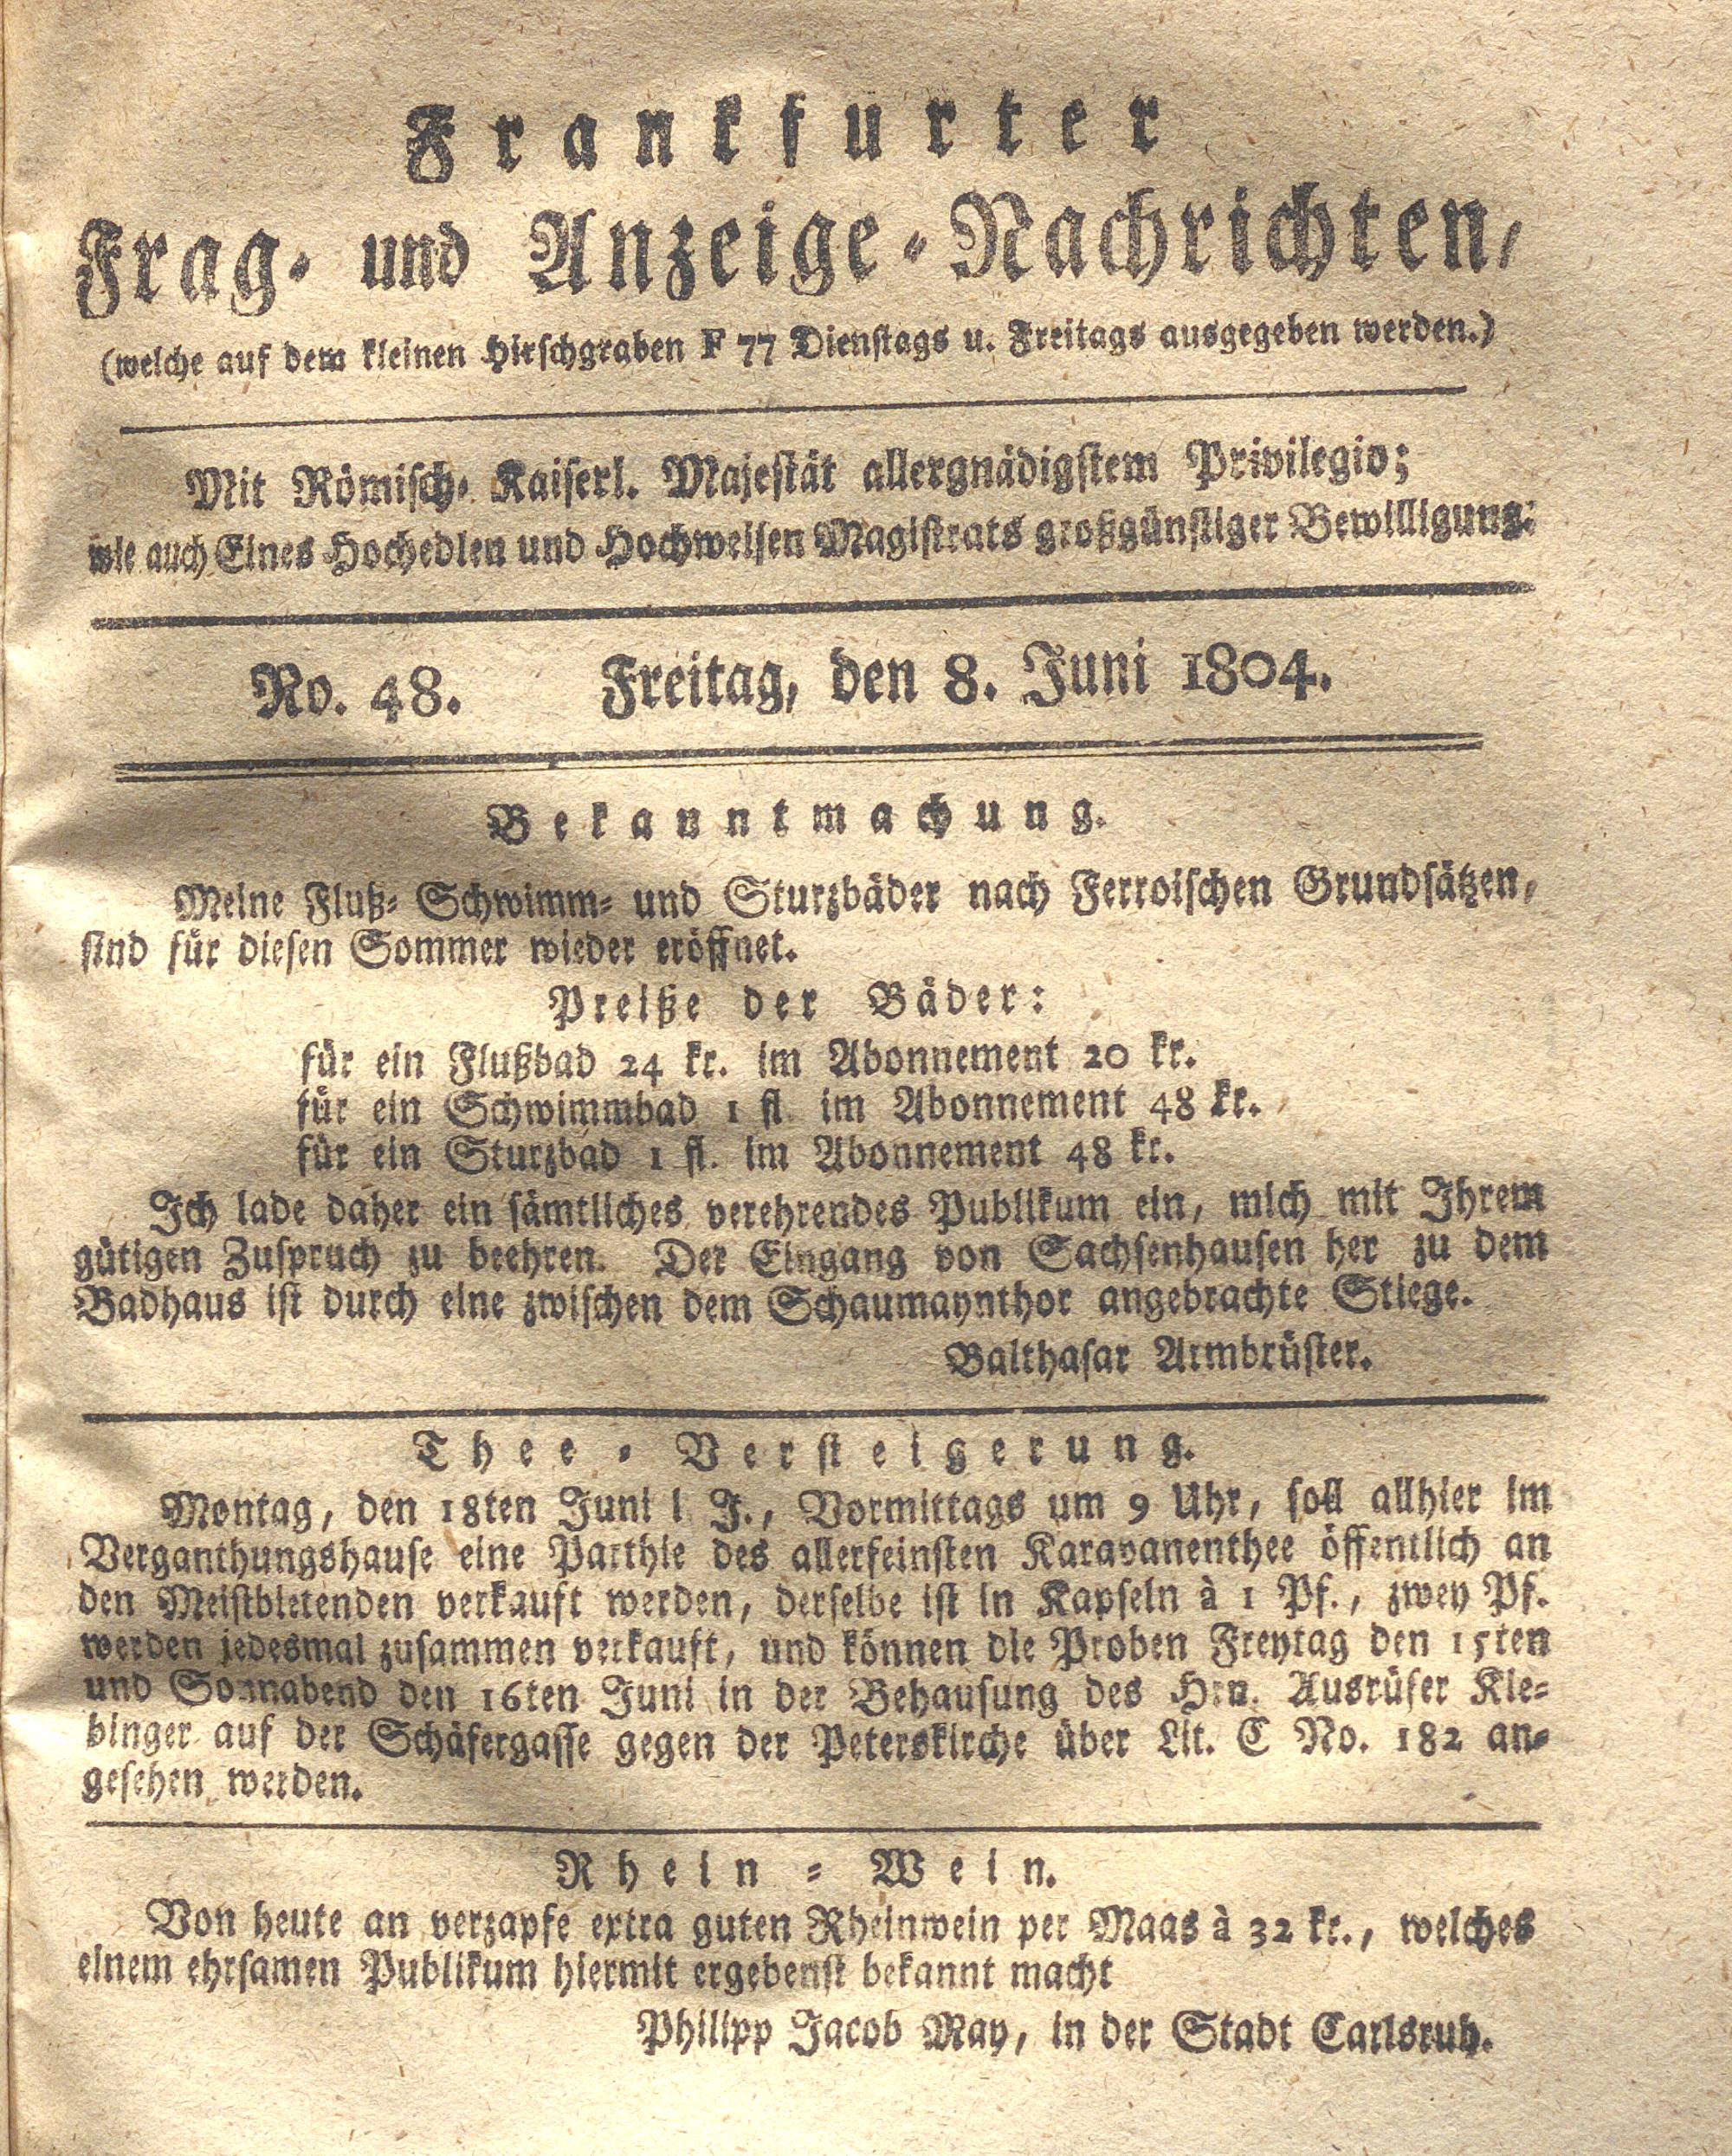 Frankfurter
Frag- und Anzeige-Nachrichten,
(welche auf dem kleinen Hirschgraben F 77 Dienstags u. Freitags ausgegeben werden.)
Mit Römisch- Kaiserl. Majestät allergnädigstem Privilegio;
wie auch Eines Hochedlen und Hochweisen Magistrats großgünstiger Bewilligung:
No. 48. Freitag, den 8. Juni 1804.
Bekanntmachung.
Meine Fluß- Schwimm- und Sturzbäder nach Ferroischen Grundsätzen,
sind für diesen Sommer wieder eröffnet.
Preiße der Bäder:
für ein Flußbad 24 kr. im Abonnement 20 kr.
für ein Schwimmbad 1 fl. im Abonnement 48 kr.
für ein Sturzbad 1 fl. im Abonnement 48 kr.
Ich lade daher ein sämtliches verehrendes Publikum ein, mich mit Ihrem
gütigen Zuspruch zu beehren. Der Eingang von Sachsenhausen her zu dem
Badhaus ist durch eine zwischen dem Schaumaynthor angebrachte Stiege.
Balthasar Armbrüster.
Thee-Versteigerung.
Montag, den 18ten Juni l J., Vormittags um 9 Uhr, soll allhier im
Verganthungshause eine Parthie des allerfeinsten Karavanenthee öffentlich an
den Meistbietenden verkauft werden, derselbe ist in Kapseln à 1 Pf., zwey Pf.
werden jedesmal zusammen verkauft, und können die Proben Freytag den 15ten
und Sonnabend den 16ten Juni in der Behausung des Hrn. Ausrüfer Kle-
binger auf der Schäfergasse gegen der Peterskirche über Lit. C No. 182 an-
gesehen werden.
Rhein-Wein.
Von heute an verzapfe extra guten Rheinwein per Maas à 32 kr., welches
einem ehrsamen Publikum hiermit ergebenst bekannt macht
Philipp Jacob May, in der Stadt Carlsruh.